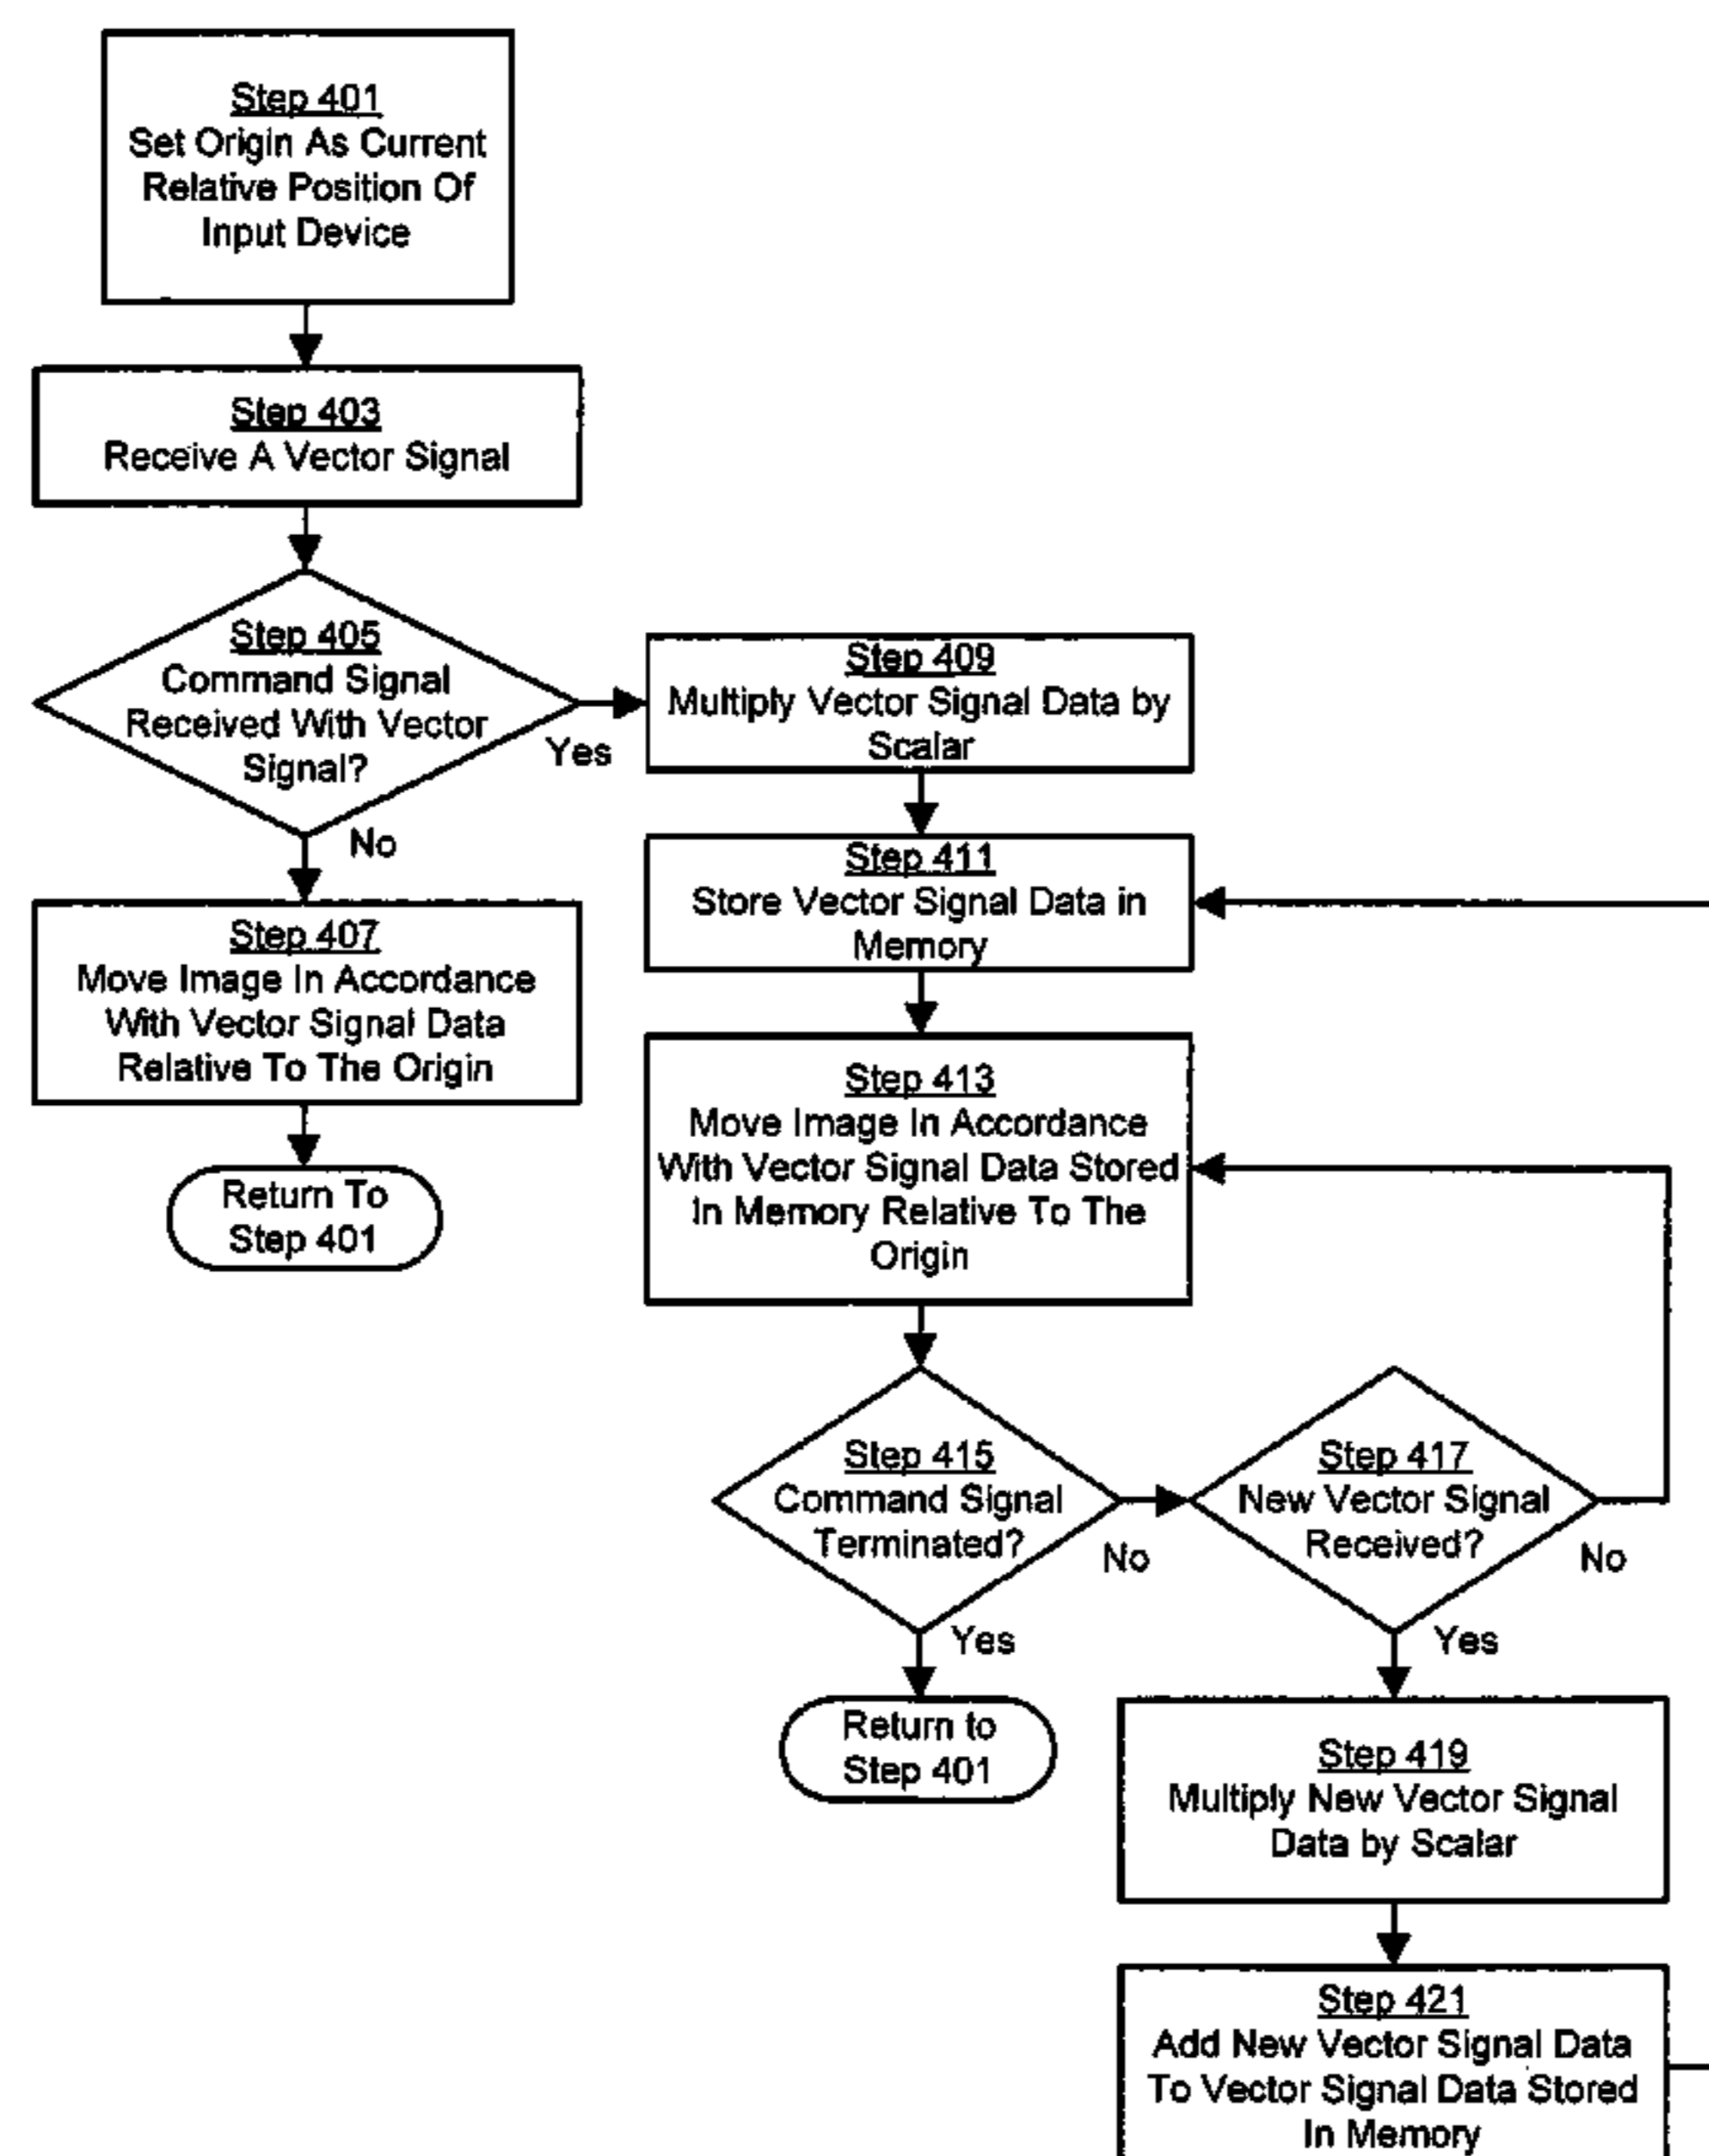 Step 401
Set Origin As Current
Relative Position Of
Input Device
Step 403
Receive A Vector Signal
Step 405
Command Signal
Received With Vector
Signal?
Yes
No
Step 407
Move Image In Accordance
With Vector Signal Data
Relative To The Origin
Return To
Step 401
Step 409
Multiply Vector Signal Data by
Scalar
Step 411
Store Vector Signal Data in
Memory
Step 413
Move Image In Accordance
With Vector Signal Data Stored
In Memory Relative To The
Origin
Step 415
Command Signal
Terminated?
No
Yes
Return to
Step 401
Step 417
New Vector Signal
Received?
No
Yes
Step 419
Multiply New Vector Signal
Data by Scalar
Step 421
Add New Vector Signal Data
To Vector Signal Data Stored
In Memory